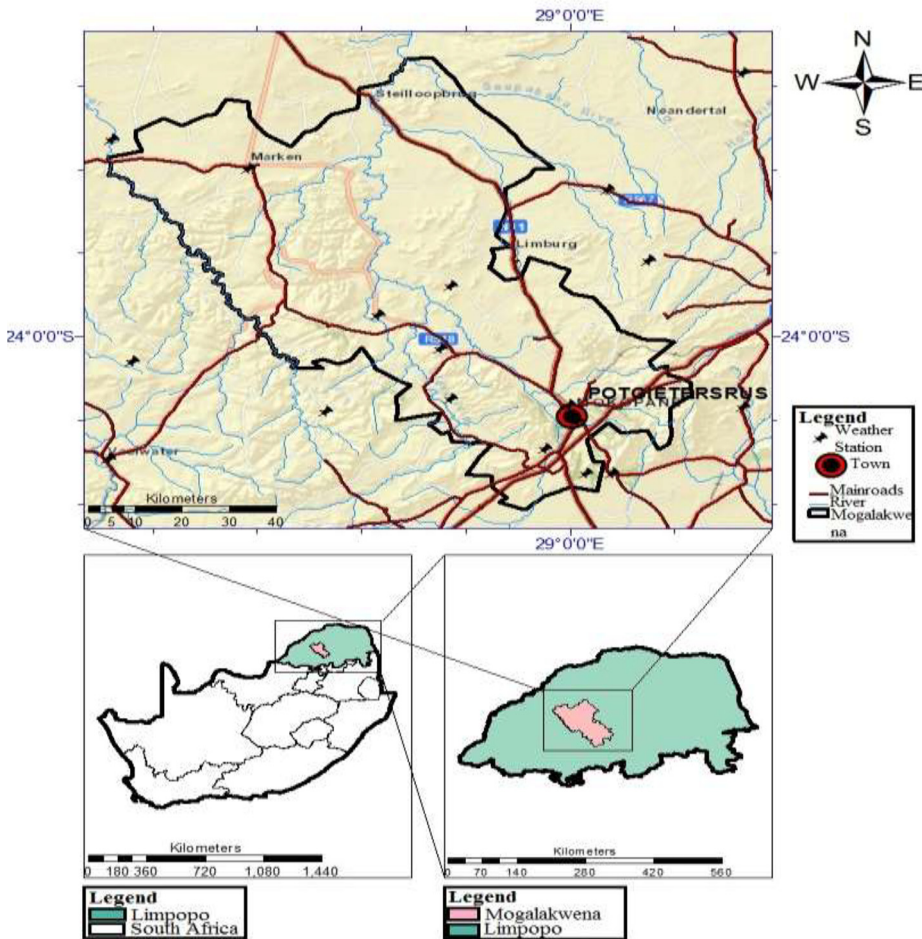 29°0'0"E
N
W E
S
Steilloopbrug
Neandertal
Marken
Limburg
24°0'0"S
24°0'0"S
POTGIETERSRUS
Kilometers
0 5 10 20 30 40
29°0'0"E
Legend
Weather
Station
Town
Mainroads
River
Mogalakwe
na
Kilometers
0 180 360 720 1,080 1,440
Legend
Limpopo
South Africa
Kilometers
0 70 140 280 420 560
Legend
Mogalakwena
Limpopo